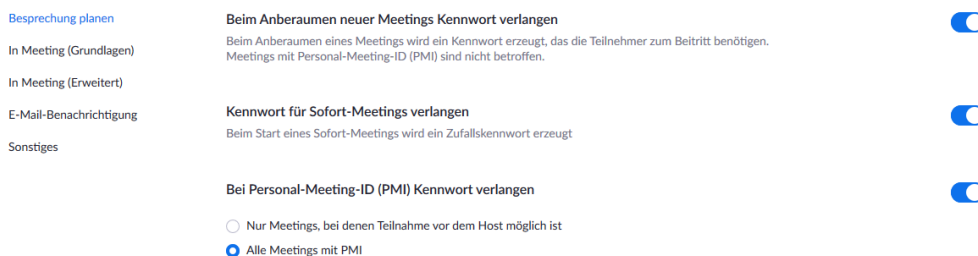 Besprechung planen
In Meeting (Grundlagen)
In Meeting (Erweitert)
E-Mail-Benachrichtigung
Sonstiges
Beim Anberaumen neuer Meetings Kennwort verlangen
Beim Anberaumen eines Meetings wird ein Kennwort erzeugt, das die Teilnehmer zum Beitritt benötigen.
Meetings mit Personal-Meeting-ID (PMI) sind nicht betroffen.
Kennwort für Sofort-Meetings verlangen
Beim Start eines Sofort-Meetings wird ein Zufallskennwort erzeugt
Bei Personal-Meeting-ID (PMI) Kennwort verlangen
Nur Meetings, bei denen Teilnahme vor dem Host möglich ist
Alle Meetings mit PMI